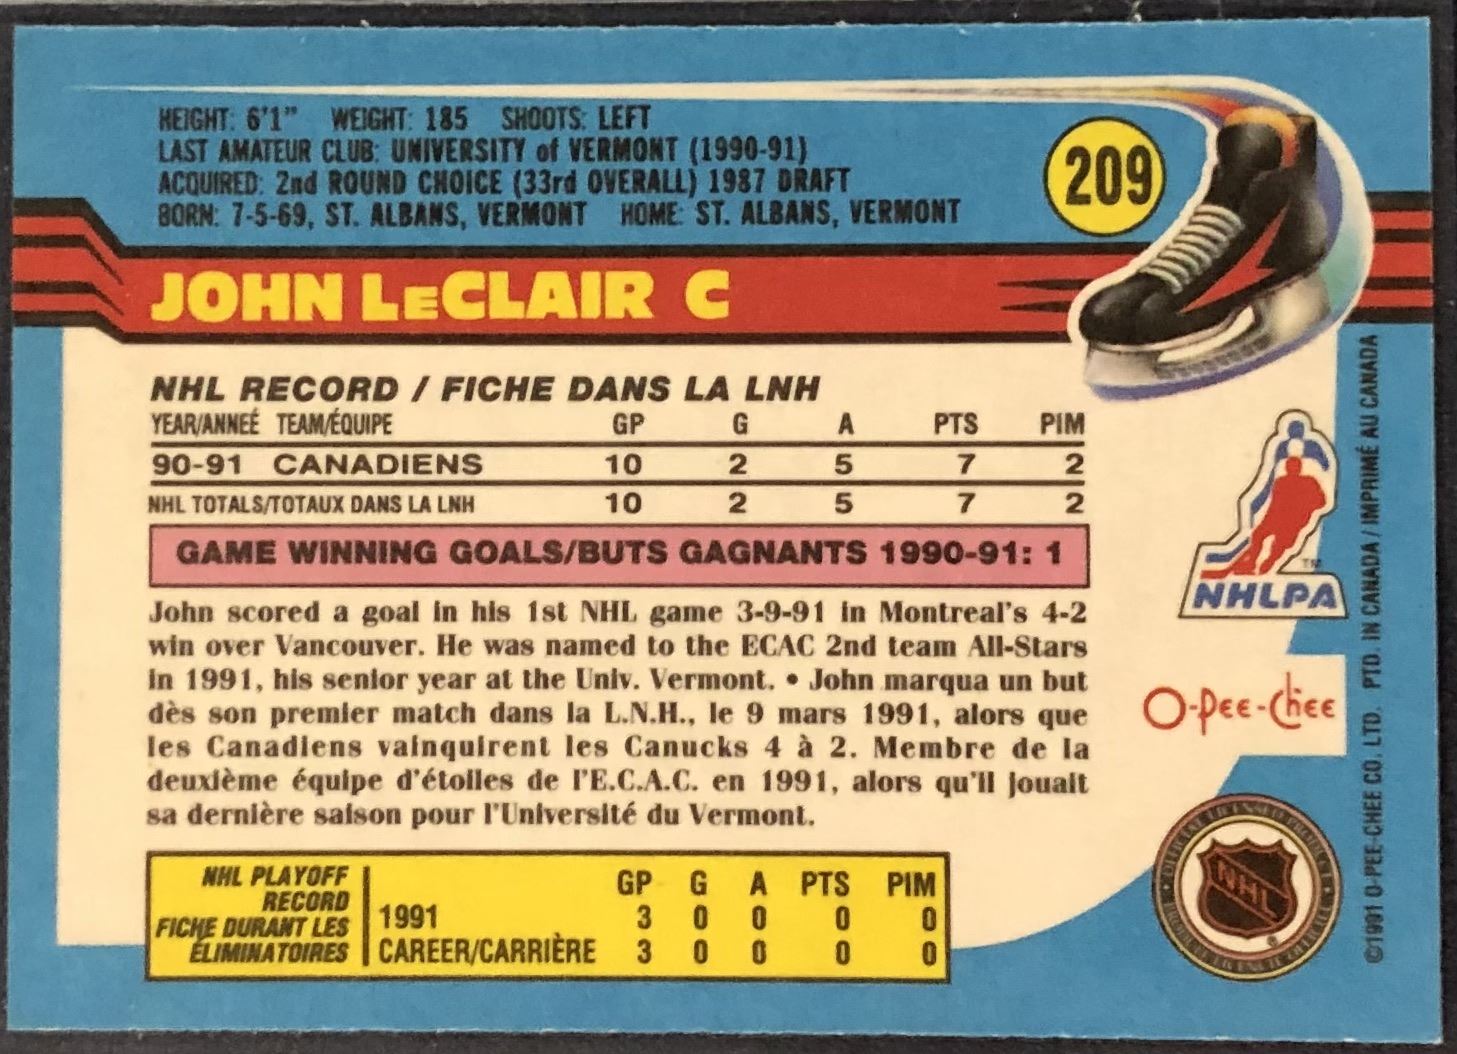 HEIGHT: 6'1" WEIGHT: 185 SHOOTS: LEFT
LAST AMATEUR CLUB: UNIVERSITY of VERMONT (1990-91)
ACQUIRED: 2nd ROUND CHOICE (33rd OVERALL) 1987 DRAFT
BORN: 7-5-69, ST. ALBANS, VERMONT HOME: ST. ALBANS, VERMONT
209
JOHN LeCLAIR C
NHL RECORD / FICHE DANS LA LNH
YEAR/ANNEÉ TEAM/ÉQUIPE GP G A PTS PIM
90-91 CANADIENS 10 2 5 7 2
NHL TOTALS/TOTAUX DANS LA LNH 10 2 5 7 2
GAME WINNING GOALS/BUTS GAGNANTS 1990-91: 1
John scored a goal in his 1st NHL game 3-9-91 in Montreal's 4-2
win over Vancouver. He was named to the ECAC 2nd team All-Stars
in 1991, his senior year at the Univ. Vermont. • John marqua un but
dès son premier match dans la L.N.H., le 9 mars 1991, alors que
les Canadiens vainquirent les Canucks 4 à 2. Membre de la
deuxième équipe d'étoiles de l'E.C.A.C. en 1991, alors qu'il jouait
sa dernière saison pour l'Université du Vermont.
NHL PLAYOFF
RECORD
FICHE DURANT LES
ÉLIMINATOIRES
GP G A PTS PIM
1991 3 0 0 0 0
CAREER/CARRIÈRE 3 0 0 0 0
TM
NHLPA
O-Pee-Chee
NHL
©1991 O-PEE-CHEE CO. LTD. PTD. IN CANADA / IMPRIMÉ AU CANADA